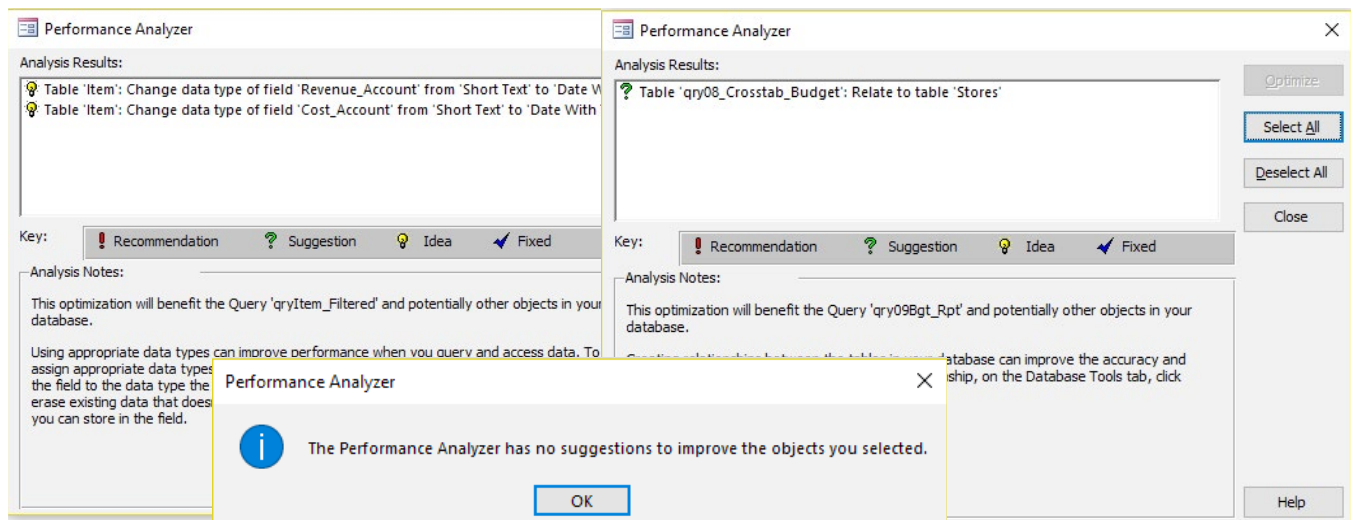 Performance Analyzer
Analysis Results:
Table 'Item': Change data type of field 'Revenue_Account' from 'Short Text' to 'Date W
Table 'Item': Change data type of field 'Cost_Account' from 'Short Text' to 'Date With
Key:
Recommendation Suggestion Idea Fixed
Analysis Notes:
This optimization will benefit the Query 'qryItem_Filtered' and potentially other objects in your
database.
Using appropriate data types can improve performance when you query and access data. To
assign appropriate data types
the field to the data type the
erase existing data that does
you can store in the field.
Performance Analyzer
Analysis Results:
Table 'qry08_Crosstab_Budget': Relate to table 'Stores'
Optimize
Select All
Deselect All
Close
Key:
Recommendation Suggestion Idea Fixed
Analysis Notes:
This optimization will benefit the Query 'qry09Bgt_Rpt' and potentially other objects in your
database.
Creating relationships between the tables in your database can improve the accuracy and
ship, on the Database Tools tab, click
Help
Performance Analyzer
The Performance Analyzer has no suggestions to improve the objects you selected.
OK